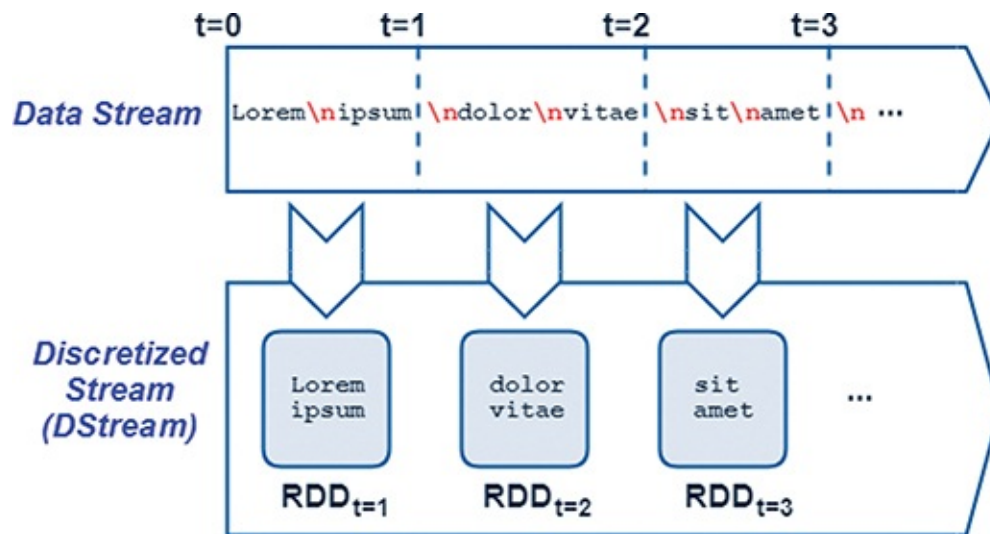 t=0 t=1 t=2 t=3
Data Stream
Lorem\nipsum \ndolor\nvitae \nsit\namet \n ...
Discretized
Stream
(DStream)
Lorem
ipsum
dolor
vitae
sit
amet
...
RDDt=1 RDDt=2 RDDt=3